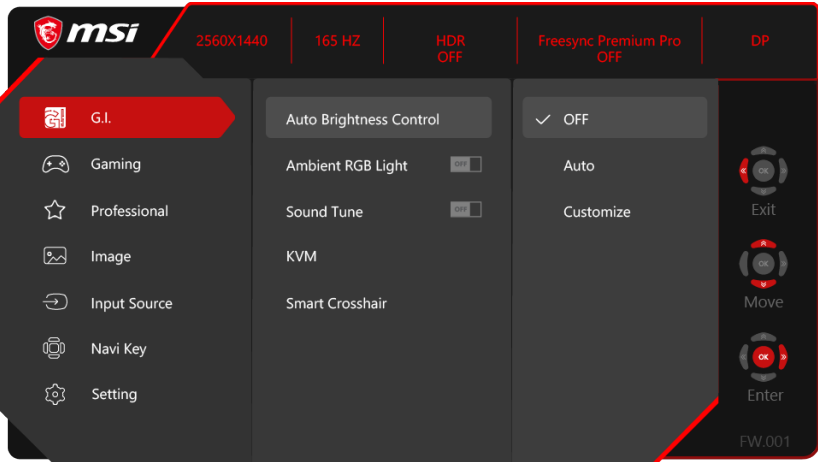 msi
2560X1440
165 HZ
HDR
OFF
Freesync Premium Pro
OFF
DP
G.I.
Gaming
Professional
Image
Input Source
Navi Key
Setting
Auto Brightness Control
Ambient RGB Light
OFF
Sound Tune
OFF
KVM
Smart Crosshair
OFF
Auto
Customize
OK
Exit
OK
Move
OK
Enter
FW.001